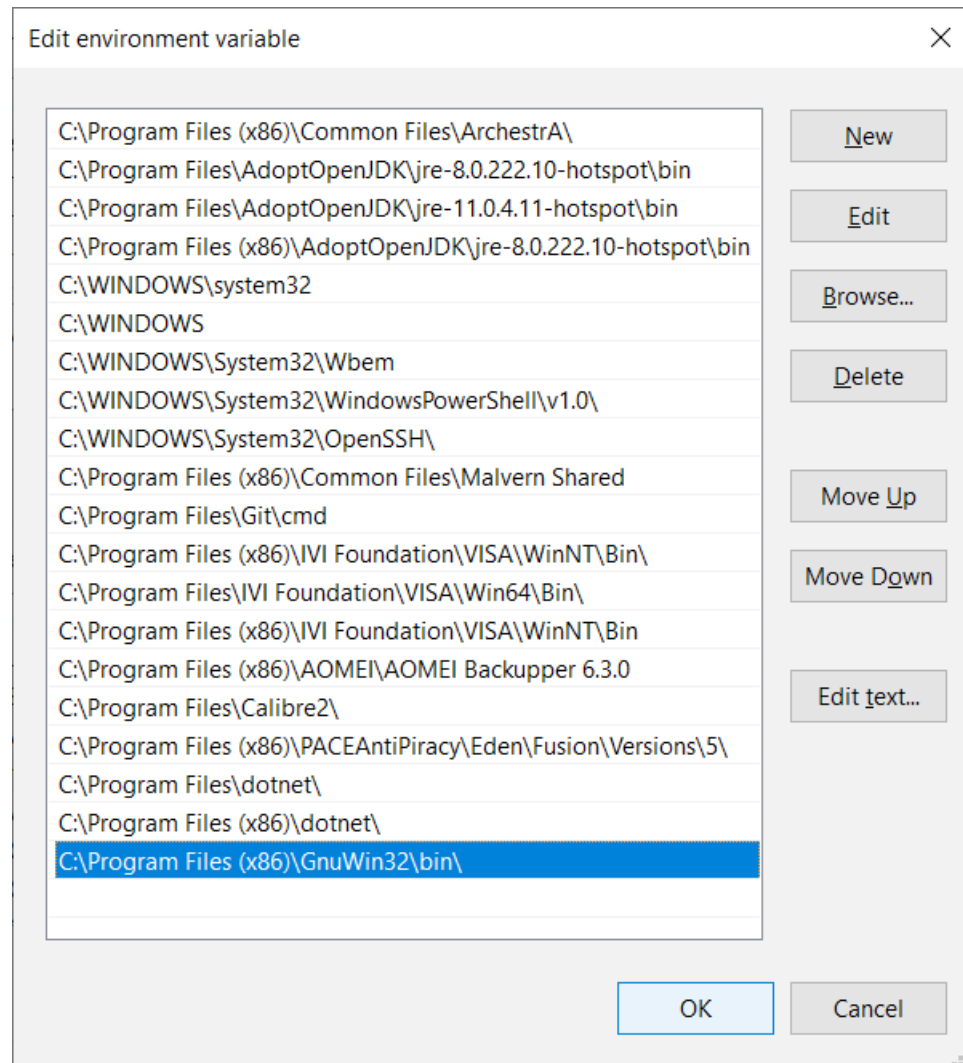 Edit environment variable
C:\Program Files (x86)\Common Files\ArchestrA\
C:\Program Files\AdoptOpenJDK\jre-8.0.222.10-hotspot\bin
C:\Program Files\AdoptOpenJDK\jre-11.0.4.11-hotspot\bin
C:\Program Files (x86)\AdoptOpenJDK\jre-8.0.222.10-hotspot\bin
C:\WINDOWS\system32
C:\WINDOWS
C:\WINDOWS\System32\Wbem
C:\WINDOWS\System32\WindowsPowerShell\v1.0\
C:\WINDOWS\System32\OpenSSH\
C:\Program Files (x86)\Common Files\Malvern Shared
C:\Program Files\Git\cmd
C:\Program Files (x86)\IVI Foundation\VISA\WinNT\Bin\
C:\Program Files\IVI Foundation\VISA\Win64\Bin\
C:\Program Files (x86)\IVI Foundation\VISA\WinNT\Bin
C:\Program Files (x86)\AOMEI\AOMEI Backupper 6.3.0
C:\Program Files\Calibre2\
C:\Program Files (x86)\PACEAntiPiracy\Eden\Fusion\Versions\5\
C:\Program Files\dotnet\
C:\Program Files (x86)\dotnet\
C:\Program Files (x86)\GnuWin32\bin\
New
Edit
Browse...
Delete
Move Up
Move Down
Edit text...
OK
Cancel